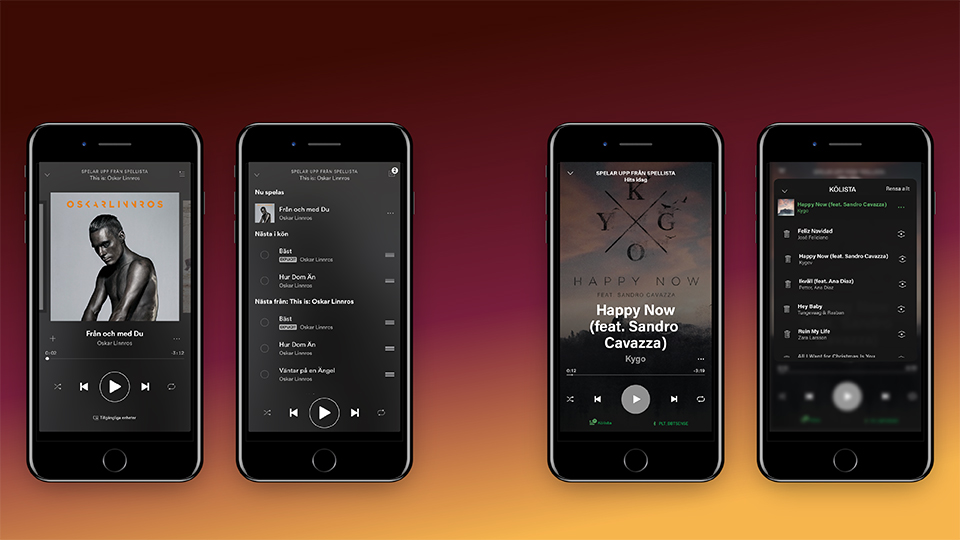 SPELAR UPP FRÅN SPELLISTA
This is: Oskar Linnros
OSKARLINNROS
Från och med Du
Oskar Linnros
0:00
-3:12
Tillgängliga enheter
SPELAR UPP FRÅN SPELLISTA
This is: Oskar Linnros
2
Nu spelas
Från och med Du
Oskar Linnros
Nästa i kön
Bäst
EXPLICIT Oskar Linnros
Hur Dom Än
Oskar Linnros
Nästa från: This is: Oskar Linnros
Bäst
EXPLICIT Oskar Linnros
Hur Dom Än
Oskar Linnros
Väntar på en Ängel
Oskar Linnros
SPELAR UPP FRÅN SPELLISTA
Hits idag
K
Y G
O
HAPPY NOW
FEAT. SANDRO CAVAZZA
Happy Now
(feat. Sandro
Cavazza)
Kygo
0:12
-3:19
Kölista
KÖLISTA
Rensa allt
Happy Now (feat. Sandro Cavazza)
Kygo
Feliz Navidad
José Feliciano
Happy Now (feat. Sandro Cavazza)
Kygo
(feat. Ana Diaz)
Ana Diaz
Hey Baby
Ruin My Life
Zara Larsson
All I Want for Christmas Is You